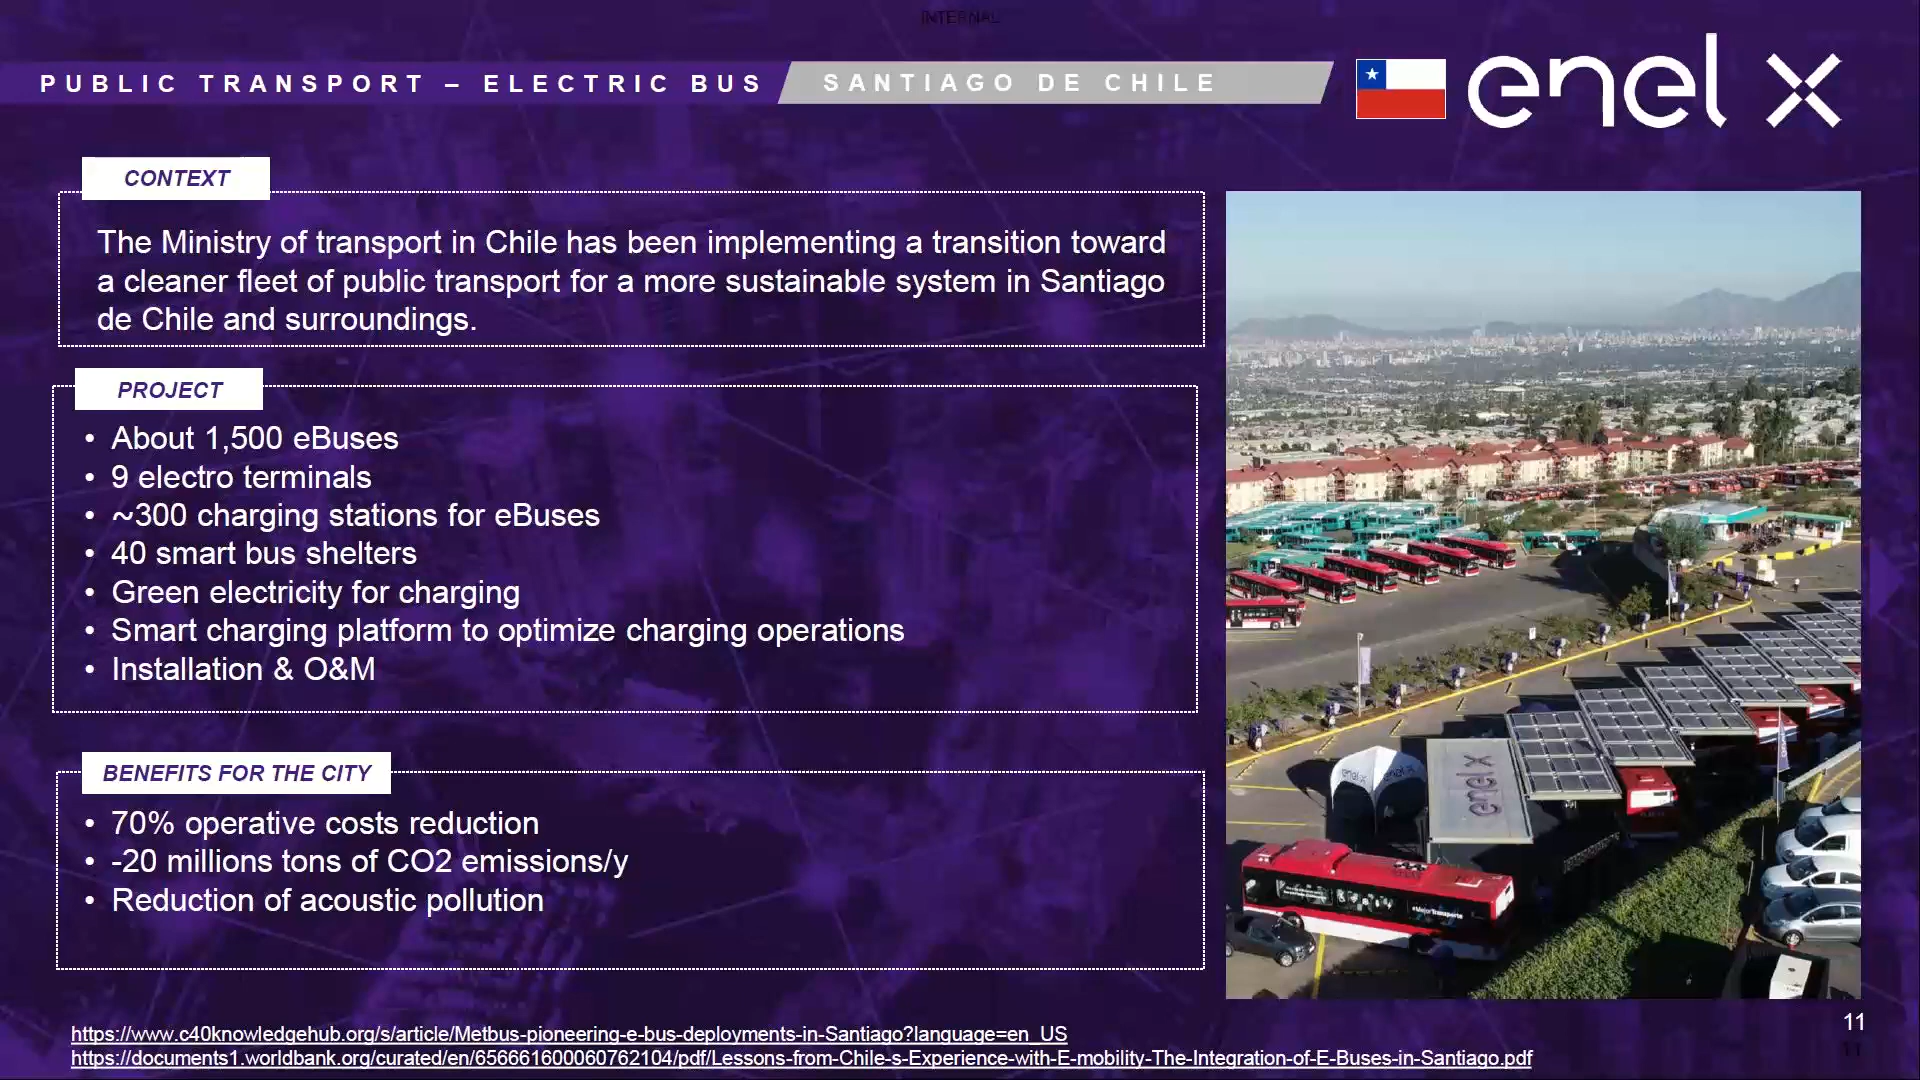 INTERNAL
PUBLIC TRANSPORT – ELECTRIC BUS
SANTIAGO DE CHILE
enel x
CONTEXT
The Ministry of transport in Chile has been implementing a transition toward
a cleaner fleet of public transport for a more sustainable system in Santiago
de Chile and surroundings.
PROJECT
• About 1,500 eBuses
• 9 electro terminals
• ~300 charging stations for eBuses
• 40 smart bus shelters
• Green electricity for charging
• Smart charging platform to optimize charging operations
• Installation & O&M
BENEFITS FOR THE CITY
• 70% operative costs reduction
• -20 millions tons of CO2 emissions/y
• Reduction of acoustic pollution
enel x
enel x
enel x
#MejorTransporte
https://www.c40knowledgehub.org/s/article/Metbus-pioneering-e-bus-deployments-in-Santiago?language=en_US
https://documents1.worldbank.org/curated/en/656661600060762104/pdf/Lessons-from-Chile-s-Experience-with-E-mobility-The-Integration-of-E-Buses-in-Santiago.pdf
11
11